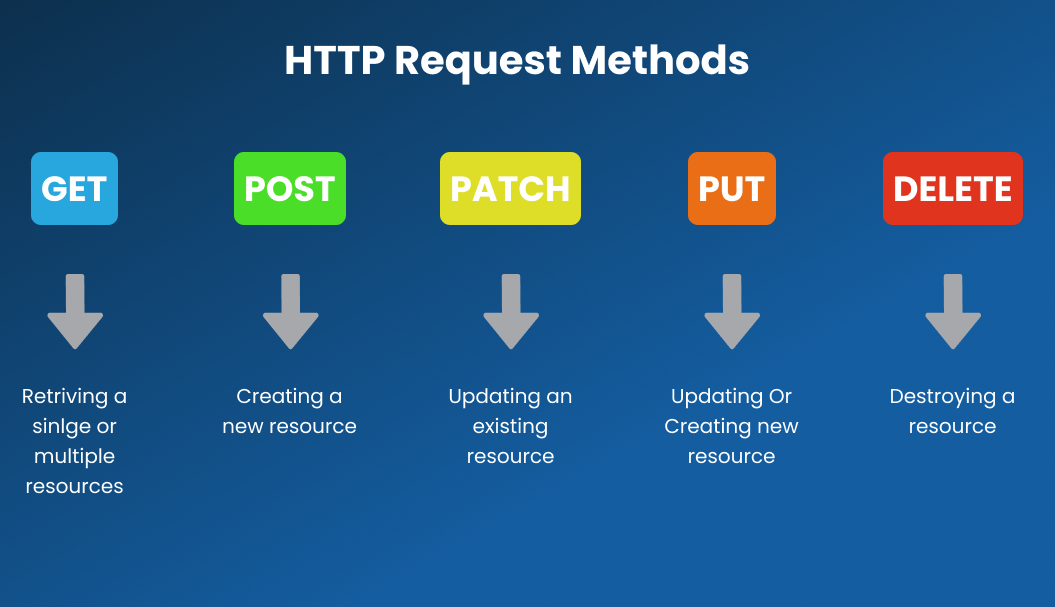 HTTP Request Methods
GET
POST
PATCH
PUT
DELETE
Retriving a
sinlge or
multiple
resources
Creating a
new resource
Updating an
existing
resource
Updating Or
Creating new
resource
Destroying a
resource